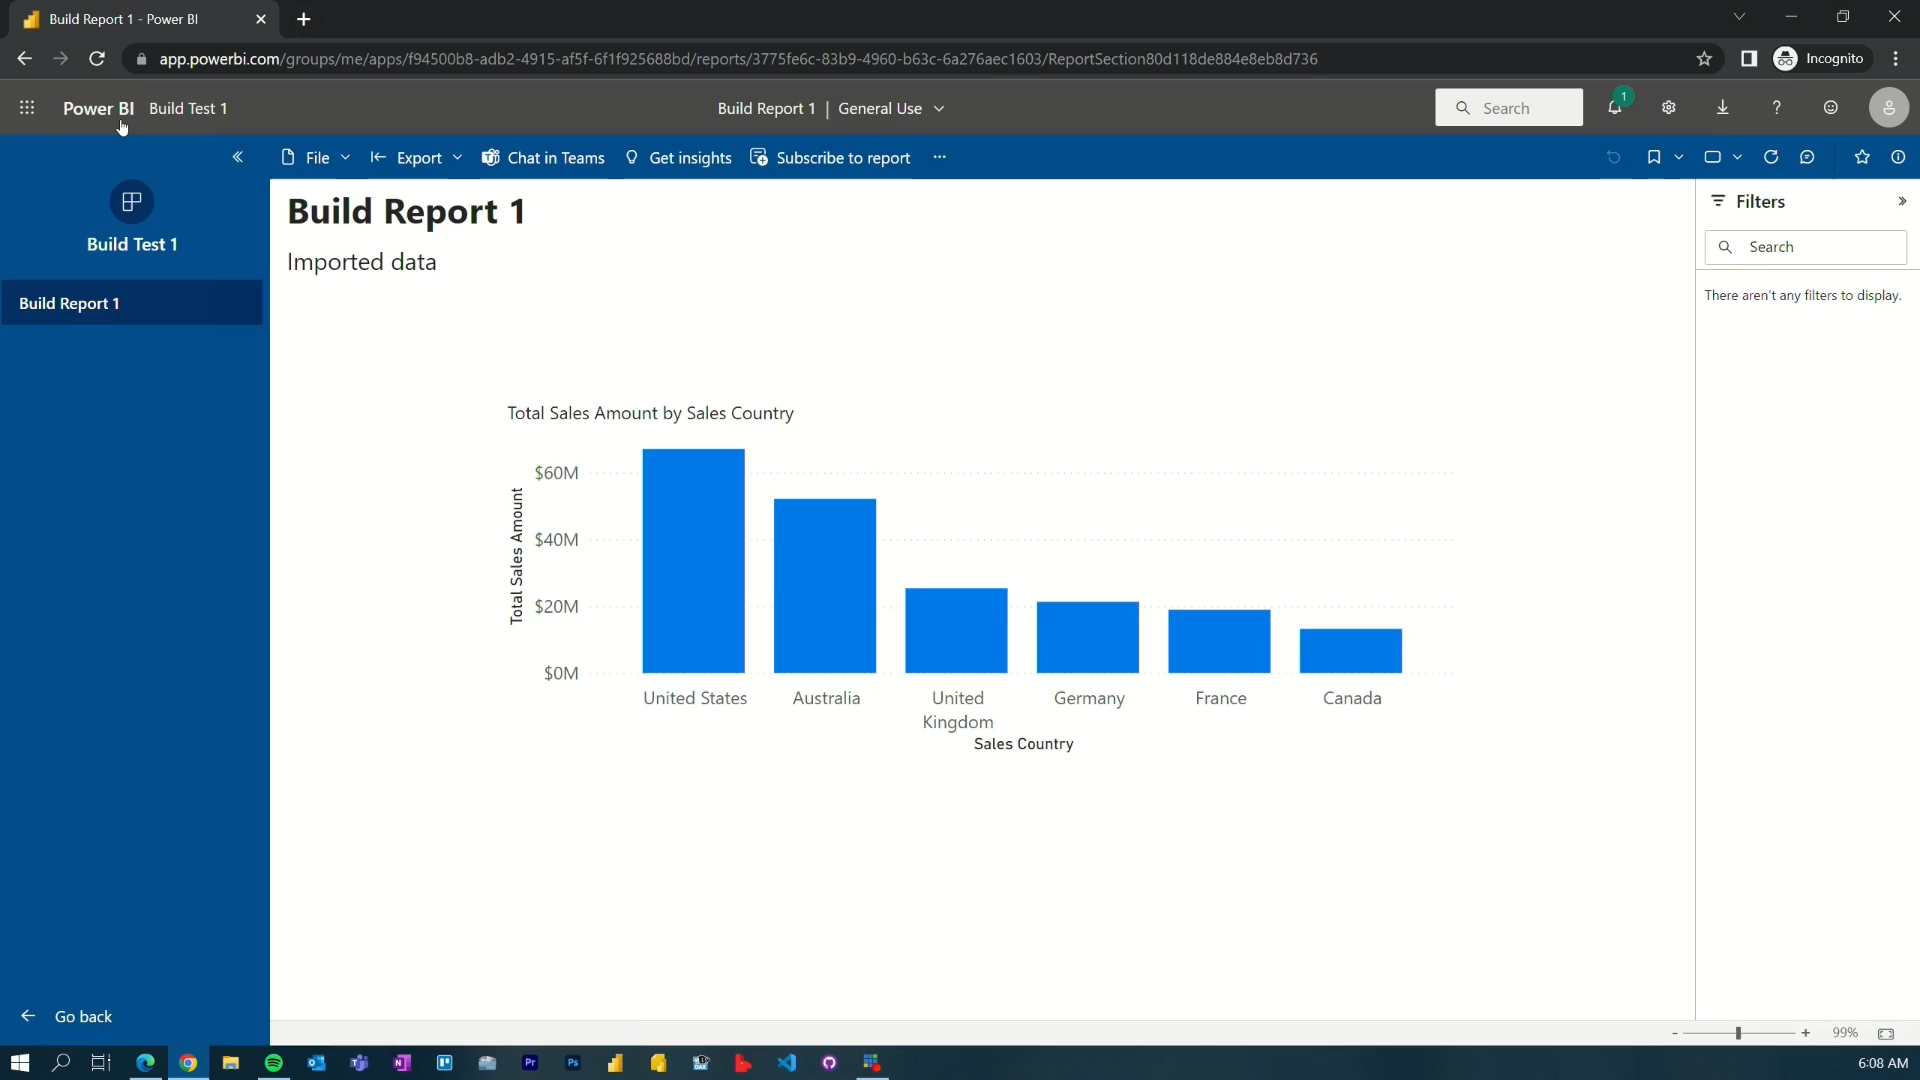 Build Report 1 - Power BI
app.powerbi.com/groups/me/apps/f94500b8-adb2-4915-af5f-6f1f925688bd/reports/3775fe6c-83b9-4960-b63c-6a276aec1603/ReportSection80d118de884e8eb8d736
Incognito
Power BI Build Test 1
Build Report 1 | General Use
Search
1
File
Export
Chat in Teams
Get insights
Subscribe to report
Build Test 1
Build Report 1
Go back
Build Report 1
Imported data
Total Sales Amount by Sales Country
Total Sales Amount
$60M
$40M
$20M
$0M
United States
Australia
United
Kingdom
Germany
France
Canada
Sales Country
Filters
Search
There aren't any filters to display.
- + 99%
6:08 AM